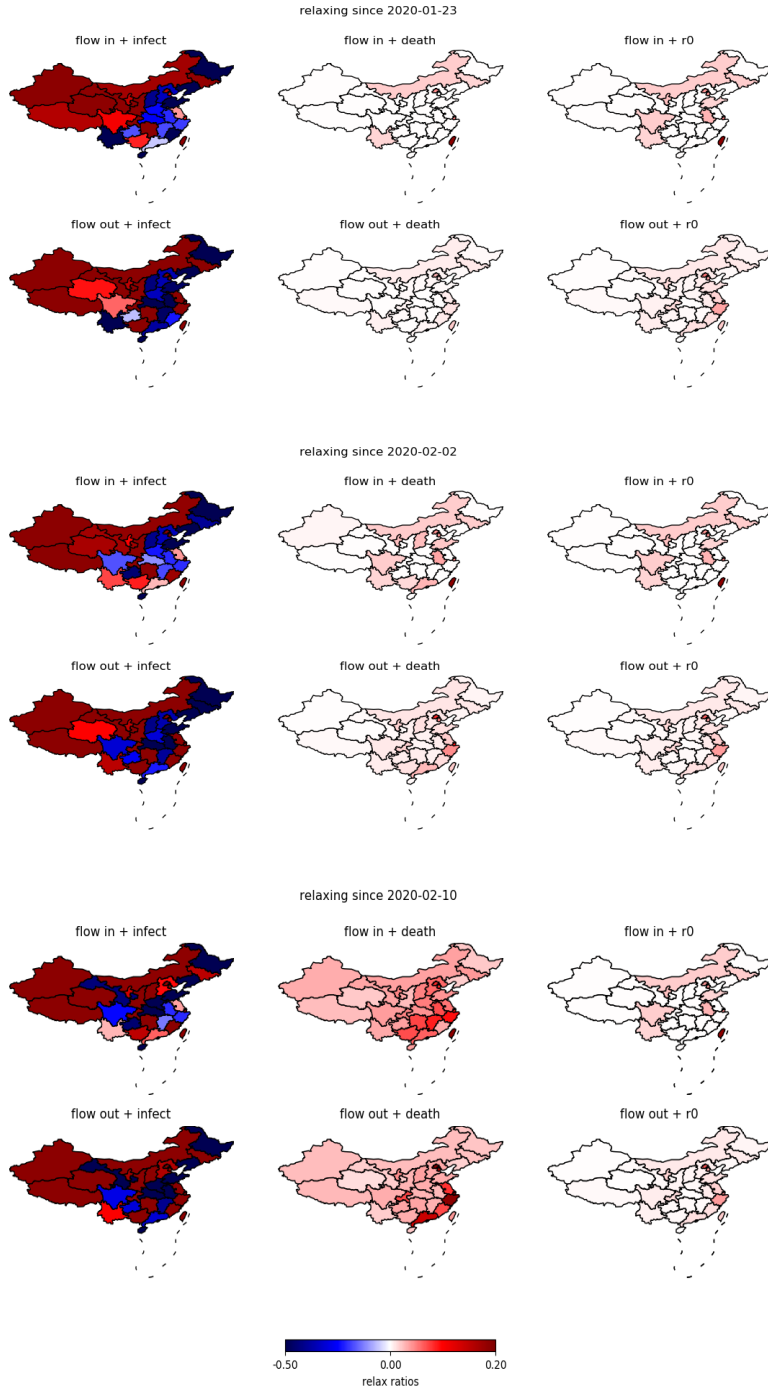 relaxing since 2020-01-23
flow in + infect
flow in + death
flow in + r0
flow out + infect
flow out + death
flow out + r0
relaxing since 2020-02-02
flow in + infect
flow in + death
flow in + r0
flow out + infect
flow out + death
flow out + r0
relaxing since 2020-02-10
flow in + infect
flow in + death
flow in + r0
flow out + infect
flow out + death
flow out + r0
-0.50 0.00 0.20
relax ratios